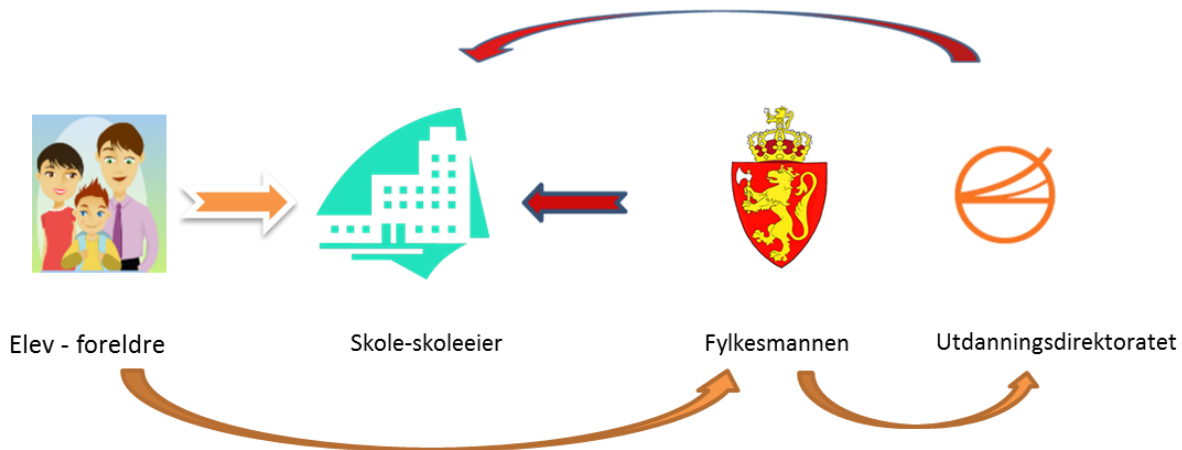 Elev - foreldre
Skole-skoleeier
Fylkesmannen
Utdanningsdirektoratet